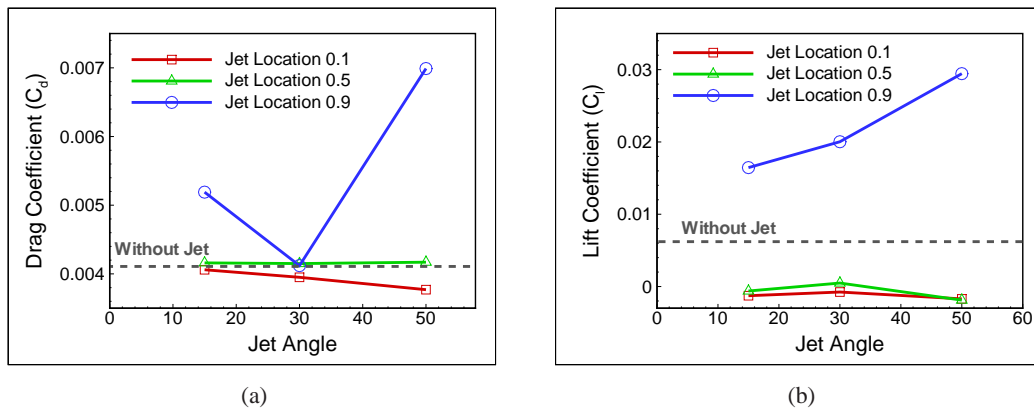 Drag Coefficient (C_d)
0.007
0.006
0.005
0.004
Jet Location 0.1
Jet Location 0.5
Jet Location 0.9
Without Jet
0 10 20 30 40 50
Jet Angle
(a)
Lift Coefficient (C_l)
0.03
0.02
0.01
0
Jet Location 0.1
Jet Location 0.5
Jet Location 0.9
Without Jet
0 10 20 30 40 50 60
Jet Angle
(b)